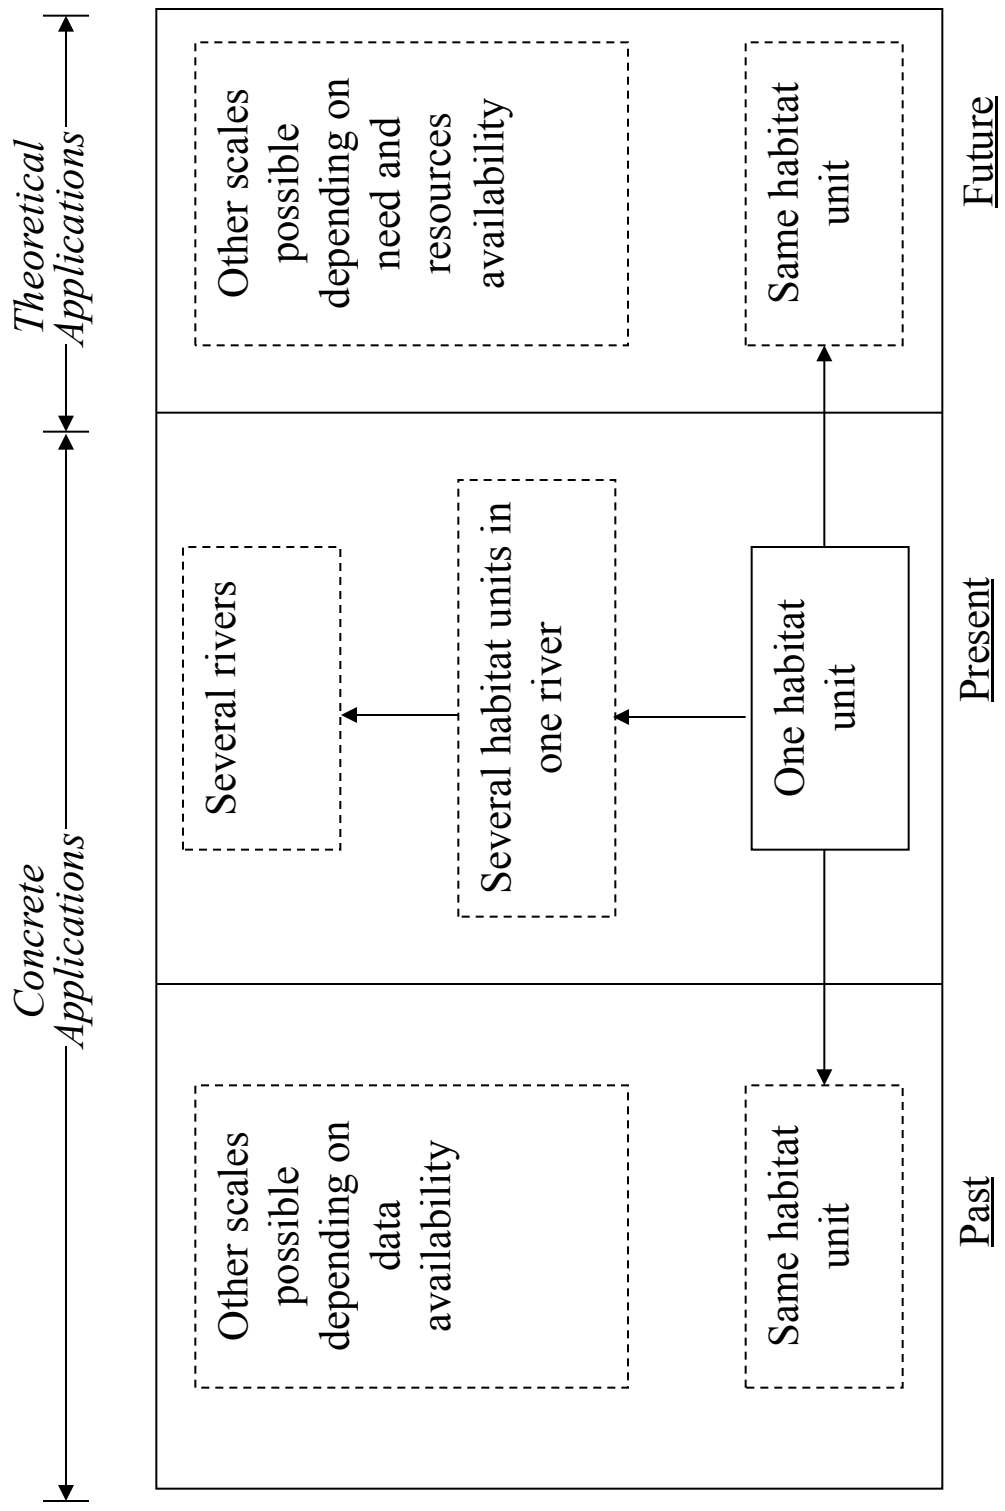 Concrete
Applications
Theoretical
Applications
Other scales
possible
depending on
data
availability
Same habitat
unit
Past
Several rivers
Several habitat units in
one river
One habitat
unit
Present
Other scales
possible
depending on
need and
resources
availability
Same habitat
unit
Future